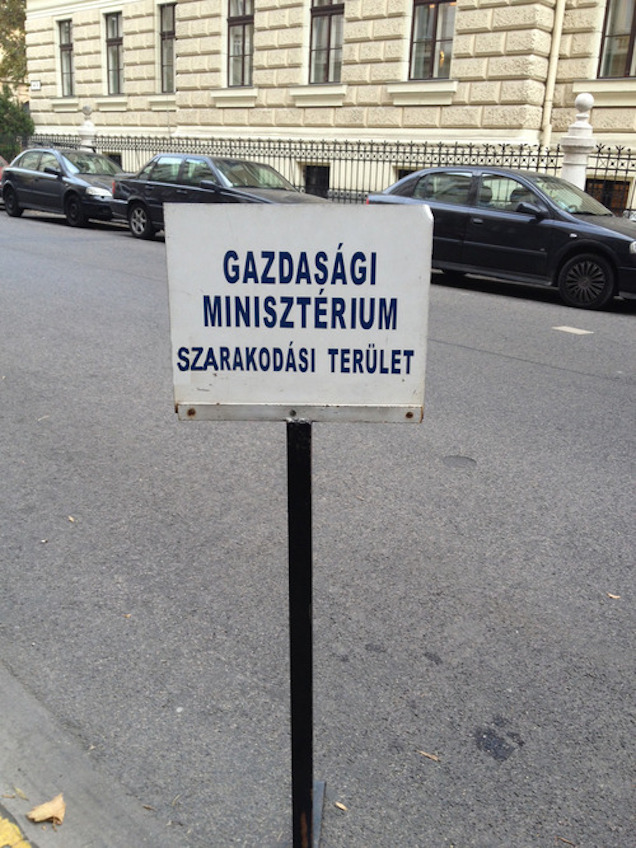 GAZDASÁGI
MINISZTÉRIUM
SZARAKODÁSI TERÜLET